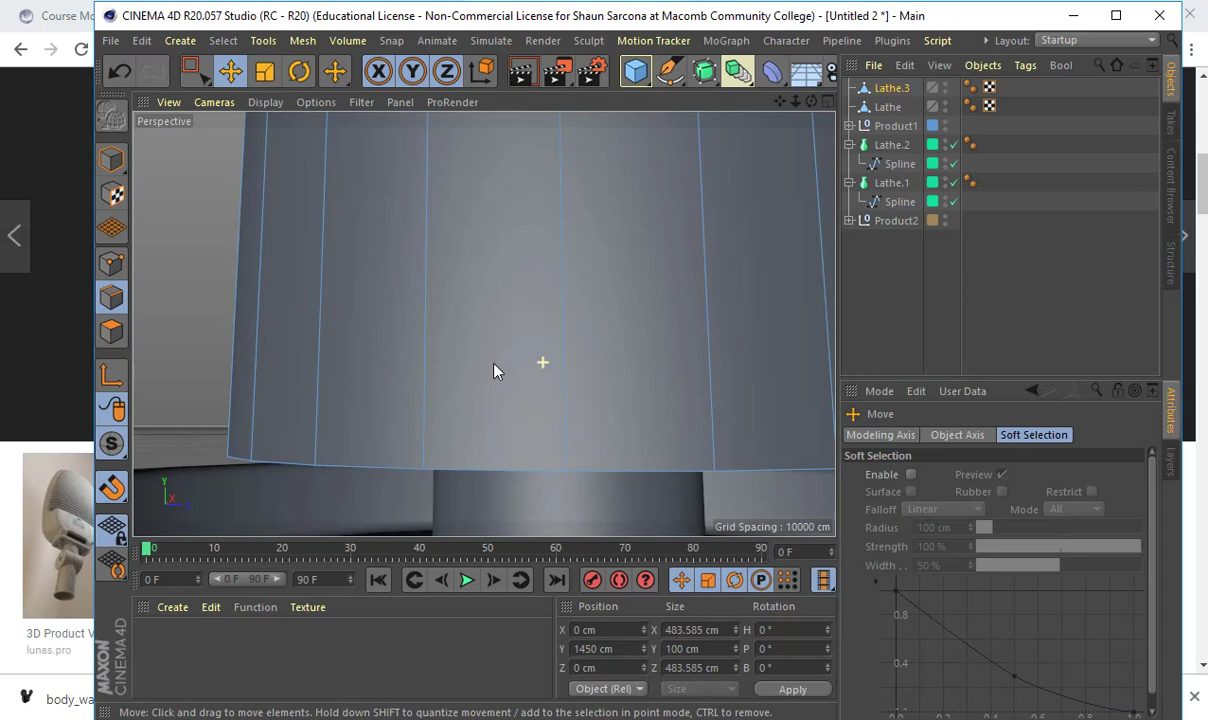 Course Mo
CINEMA 4D R20.057 Studio (RC - R20) (Educational License - Non-Commercial License for Shaun Sarcona at Macomb Community College) - [Untitled 2 *] - Main
File Edit Create Select Tools Mesh Volume Snap Animate Simulate Render Sculpt Motion Tracker MoGraph Character Pipeline Plugins Script Layout: Startup
X Y Z
File Edit View Objects Tags Bool
View Cameras Display Options Filter Panel ProRender
Perspective
Lathe.3
Lathe
Product1
Lathe.2
Spline
Lathe.1
Spline
Product2
Objects
Takes
Content Browser
Structure
Mode Edit User Data
Move
Modeling Axis Object Axis Soft Selection
Soft Selection
Enable Preview
Surface Rubber Restrict
Falloff Linear Mode All
Radius 100 cm
Strength 100 %
Width . . 50 %
0.8
0.4
Attributes
Layers
S
Y
X
Z
Grid Spacing : 10000 cm
0 10 20 30 40 50 60 70 80 90 0 F
0 F 0 F 90 F 90 F
P
Create Edit Function Texture
Position Size Rotation
X 0 cm X 483.585 cm H 0 °
Y 1450 cm Y 100 cm P 0 °
Z 0 cm Z 483.585 cm B 0 °
Object (Rel) Size Apply
MAXON
CINEMA 4D
Move: Click and drag to move elements. Hold down SHIFT to quantize movement / add to the selection in point mode, CTRL to remove.
3D Product V
lunas.pro
body_wa